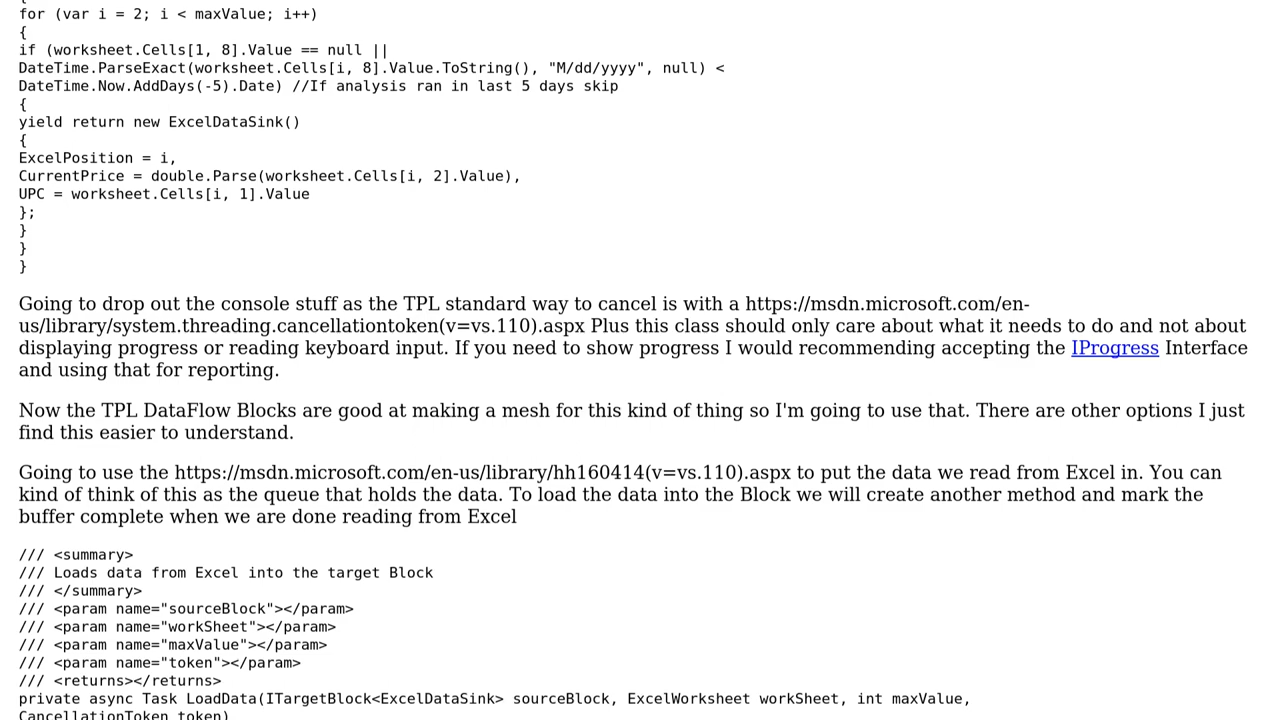 for (var i = 2; i < maxValue; i++)
{
if (worksheet.Cells[1, 8].Value == null ||
DateTime.ParseExact(worksheet.Cells[i, 8].Value.ToString(), "M/dd/yyyy", null) <
DateTime.Now.AddDays(-5).Date) //If analysis ran in last 5 days skip
{
yield return new ExcelDataSink()
{
ExcelPosition = i,
CurrentPrice = double.Parse(worksheet.Cells[i, 2].Value),
UPC = worksheet.Cells[i, 1].Value
};
}
}
}
Going to drop out the console stuff as the TPL standard way to cancel is with a https://msdn.microsoft.com/en-
us/library/system.threading.cancellationtoken(v=vs.110).aspx Plus this class should only care about what it needs to do and not about
displaying progress or reading keyboard input. If you need to show progress I would recommending accepting the IProgress Interface
and using that for reporting.
Now the TPL DataFlow Blocks are good at making a mesh for this kind of thing so I'm going to use that. There are other options I just
find this easier to understand.
Going to use the https://msdn.microsoft.com/en-us/library/hh160414(v=vs.110).aspx to put the data we read from Excel in. You can
kind of think of this as the queue that holds the data. To load the data into the Block we will create another method and mark the
buffer complete when we are done reading from Excel
/// <summary>
/// Loads data from Excel into the target Block
/// </summary>
/// <param name="sourceBlock"></param>
/// <param name="workSheet"></param>
/// <param name="maxValue"></param>
/// <param name="token"></param>
/// <returns></returns>
private async Task LoadData(ITargetBlock<ExcelDataSink> sourceBlock, ExcelWorksheet workSheet, int maxValue,
CancellationToken token)